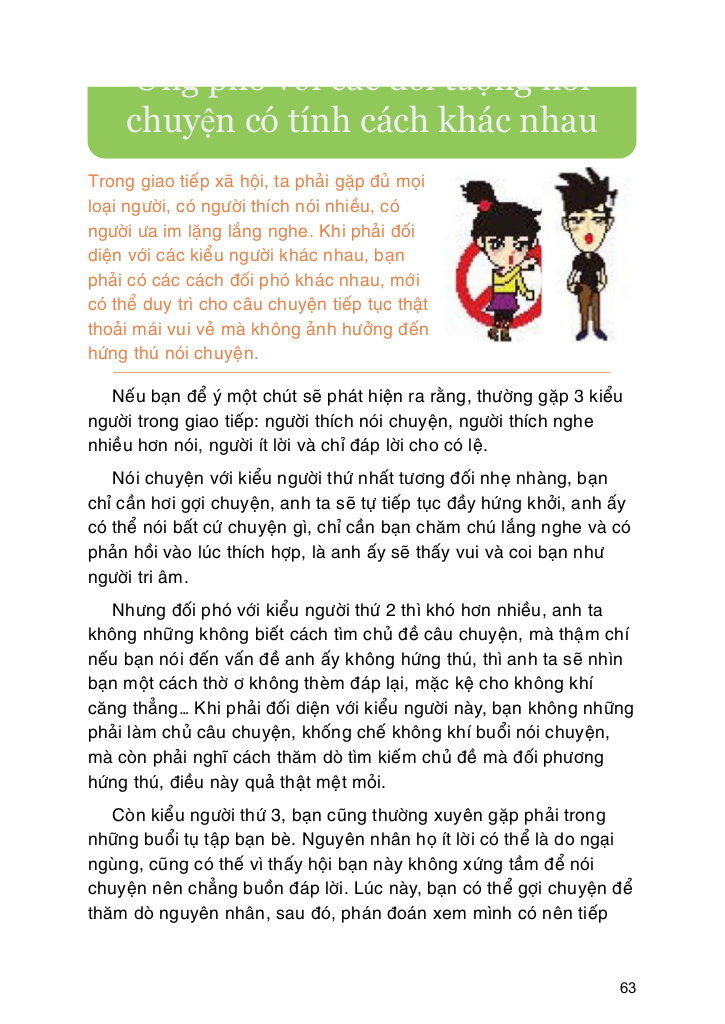 Ứng phó với các đối tượng nói
chuyện có tính cách khác nhau
Trong giao tiếp xã hội, ta phải gặp đủ mọi
loại người, có người thích nói nhiều, có
người ưa im lặng lắng nghe. Khi phải đối
diện với các kiểu người khác nhau, bạn
phải có các cách đối phó khác nhau, mới
có thể duy trì cho câu chuyện tiếp tục thật
thoải mái vui vẻ mà không ảnh hưởng đến
hứng thú nói chuyện.
Nếu bạn để ý một chút sẽ phát hiện ra rằng, thường gặp 3 kiểu
người trong giao tiếp: người thích nói chuyện, người thích nghe
nhiều hơn nói, người ít lời và chỉ đáp lời cho có lệ.
Nói chuyện với kiểu người thứ nhất tương đối nhẹ nhàng, bạn
chỉ cần hơi gợi chuyện, anh ta sẽ tự tiếp tục đầy hứng khởi, anh ấy
có thể nói bất cứ chuyện gì, chỉ cần bạn chăm chú lắng nghe và có
phản hồi vào lúc thích hợp, là anh ấy sẽ thấy vui và coi bạn như
người tri âm.
Nhưng đối phó với kiểu người thứ 2 thì khó hơn nhiều, anh ta
không những không biết cách tìm chủ đề câu chuyện, mà thậm chí
nếu bạn nói đến vấn đề anh ấy không hứng thú, thì anh ta sẽ nhìn
bạn một cách thờ ơ không thèm đáp lại, mặc kệ cho không khí
căng thẳng… Khi phải đối diện với kiểu người này, bạn không những
phải làm chủ câu chuyện, khống chế không khí buổi nói chuyện,
mà còn phải nghĩ cách thăm dò tìm kiếm chủ đề mà đối phương
hứng thú, điều này quả thật mệt mỏi.
Còn kiểu người thứ 3, bạn cũng thường xuyên gặp phải trong
những buổi tụ tập bạn bè. Nguyên nhân họ ít lời có thể là do ngại
ngùng, cũng có thế vì thấy hội bạn này không xứng tầm để nói
chuyện nên chẳng buồn đáp lời. Lúc này, bạn có thể gợi chuyện để
thăm dò nguyên nhân, sau đó, phán đoán xem mình có nên tiếp
63